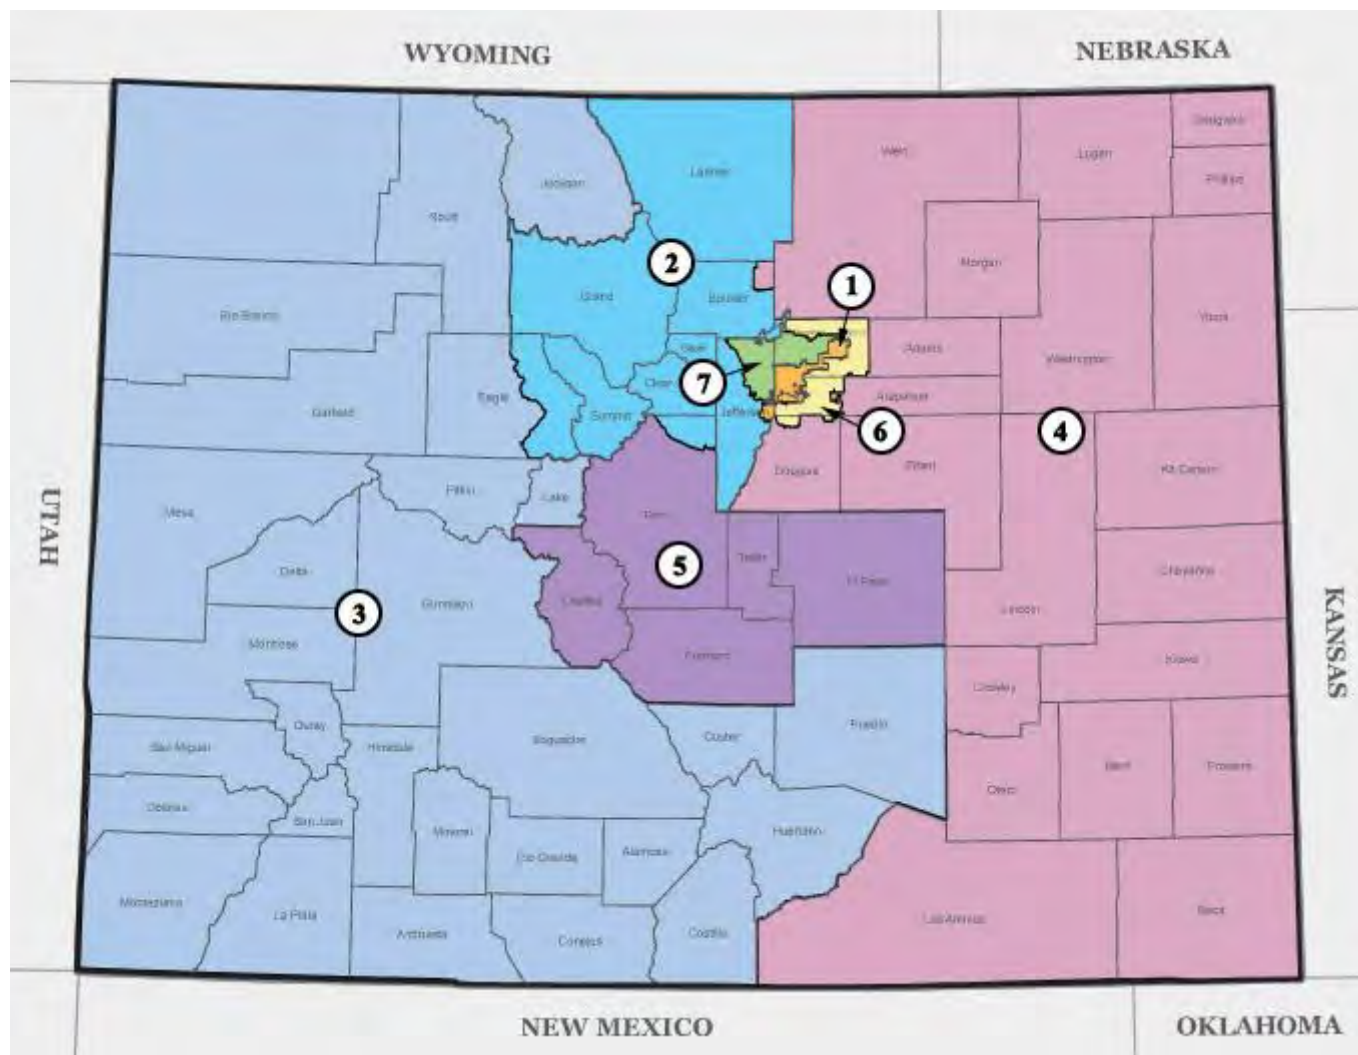 WYOMING
NEBRASKA
Sedgwick
Weld
Logan
Larimer
Phillips
Jackson
Routt
2
Morgan
1
Grand
Boulder
Rio Blanco
Yuma
Adams
Washington
7
Clear
Eagle
Arapahoe
Garfield
Summit
Jefferson
6
4
Elbert
Kit Carson
Douglas
Pitkin
Lake
UTAH
Mesa
Park
5
Teller
El Paso
Cheyenne
Delta
Chaffee
3
Gunnison
Lincoln
Montrose
Fremont
Kiowa
KANSAS
Crowley
Ouray
Pueblo
Custer
San Miguel
Hinsdale
Saguache
Bent
Prowers
Otero
Dolores
San Juan
Mineral
Huerfano
Rio Grande
Alamosa
Montezuma
La Plata
Las Animas
Baca
Archuleta
Conejos
Costilla
NEW MEXICO
OKLAHOMA